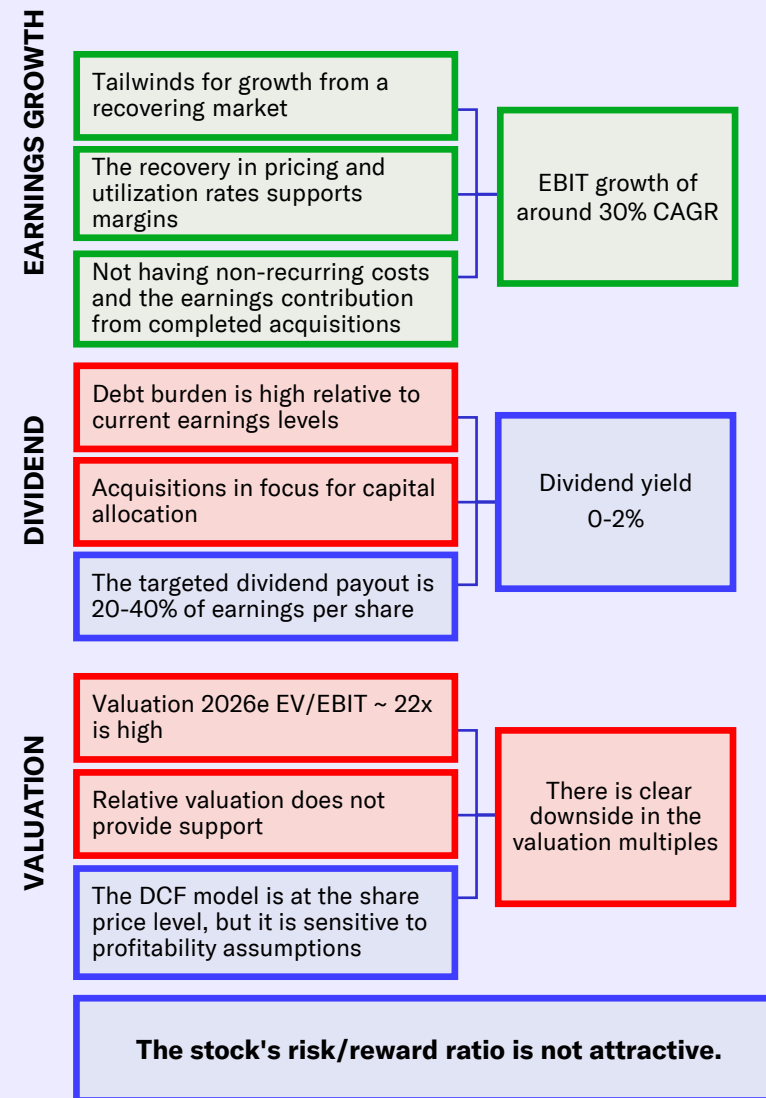 EARNINGS GROWTH
Tailwinds for growth from a
recovering market
The recovery in pricing and
utilization rates supports
margins
Not having non-recurring costs
and the earnings contribution
from completed acquisitions
EBIT growth of
around 30% CAGR
DIVIDEND
Debt burden is high relative to
current earnings levels
Acquisitions in focus for capital
allocation
The targeted dividend payout is
20-40% of earnings per share
Dividend yield
0-2%
VALUATION
Valuation 2026e EV/EBIT ~ 22x
is high
Relative valuation does not
provide support
The DCF model is at the share
price level, but it is sensitive to
profitability assumptions
There is clear
downside in the
valuation multiples
The stock's risk/reward ratio is not attractive.